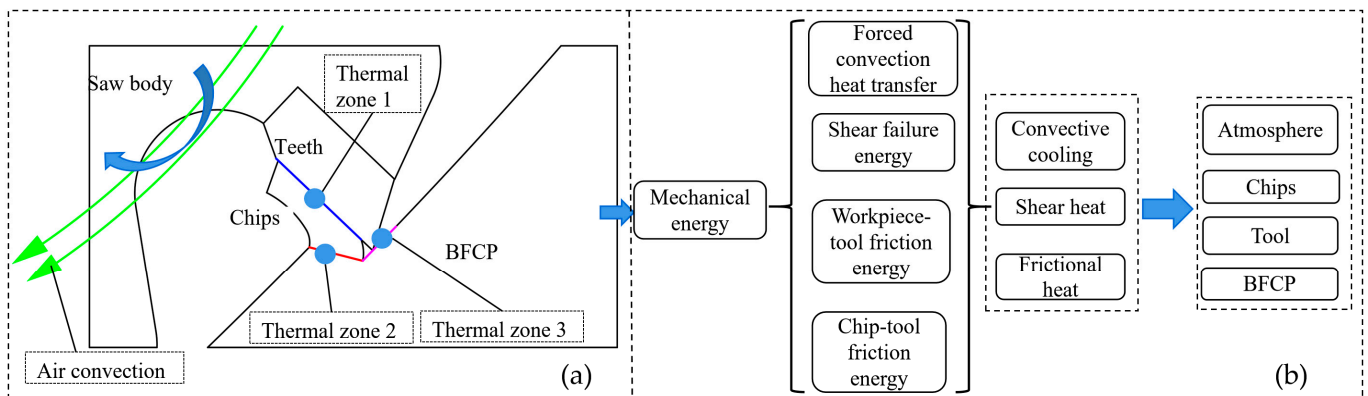 Saw body
Thermal
zone 1
Teeth
Chips
BFCP
Thermal zone 2
Thermal zone 3
Air convection
(a)
Mechanical
energy
Forced
convection
heat transfer
Shear failure
energy
Workpiece-
tool friction
energy
Chip-tool
friction
energy
Convective
cooling
Shear heat
Frictional
heat
Atmosphere
Chips
Tool
BFCP
(b)